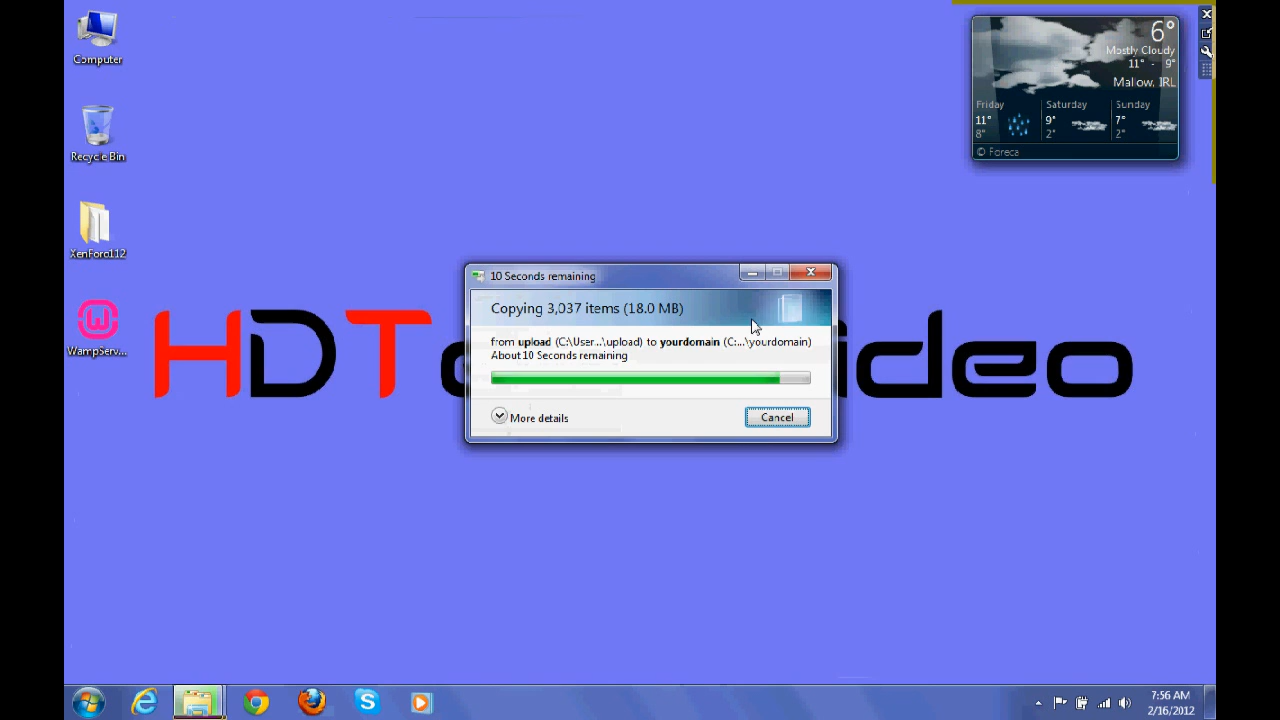 Computer
Recycle Bin
XenForo112
Wampserv...
6°
Mostly Cloudy
11° - 9°
Mallow, IRL
Friday
11°
8°
Saturday
9°
2°
Sunday
7°
2°
© Foreca
HDT
ideo
10 Seconds remaining
Copying 3,037 items (18.0 MB)
from upload (C:\User...\upload) to yourdomain (C:...\yourdomain)
About 10 Seconds remaining
More details
Cancel
7:56 AM
2/16/2012